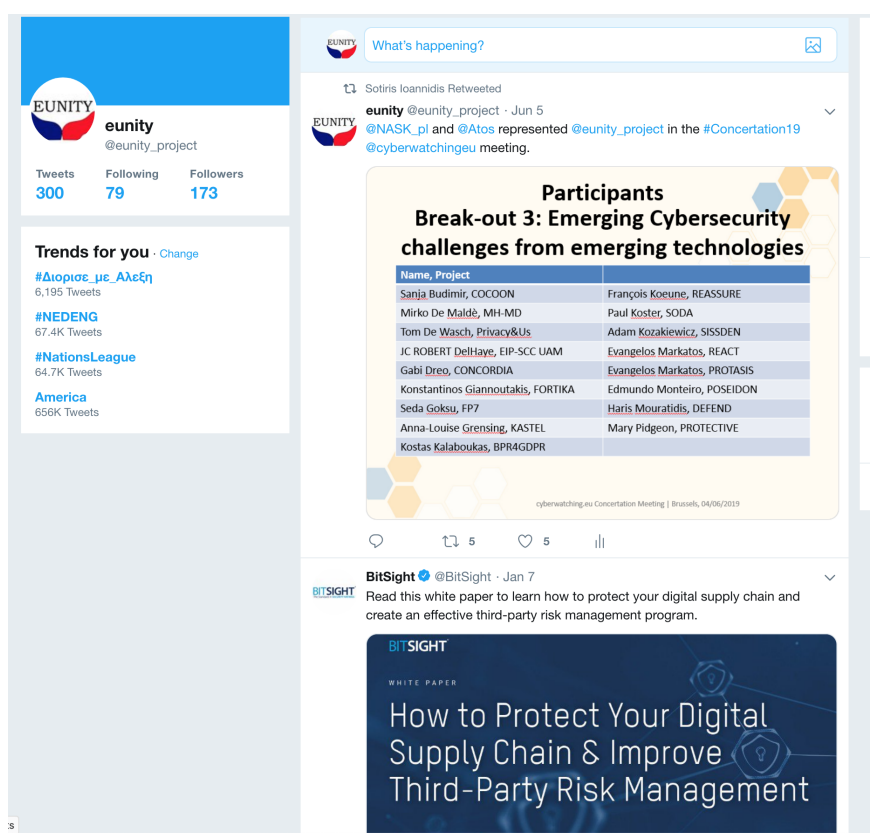 EUNITY
eunity
@eunity_project
Tweets Following Followers
300 79 173
Trends for you · Change
#Διορισε_με_Αλεξη
6,195 Tweets
#NEDENG
67.4K Tweets
#NationsLeague
64.7K Tweets
America
656K Tweets
EUNITY
What's happening?
Sotiris Ioannidis Retweeted
EUNITY
eunity @eunity_project · Jun 5
@NASK_pl and @Atos represented @eunity_project in the #Concertation19
@cyberwatchingeu meeting.
Participants
Break-out 3: Emerging Cybersecurity
challenges from emerging technologies
Name, Project
Sanja Budimir, COCOON François Koeune, REASSURE
Mirko De Maldè, MH-MD Paul Koster, SODA
Tom De Wasch, Privacy&Us Adam Kozakiewicz, SISSDEN
JC ROBERT DelHaye, EIP-SCC UAM Evangelos Markatos, REACT
Gabi Dreo, CONCORDIA Evangelos Markatos, PROTASIS
Konstantinos Giannoutakis, FORTIKA Edmundo Monteiro, POSEIDON
Seda Goksu, FP7 Haris Mouratidis, DEFEND
Anna-Louise Grensing, KASTEL Mary Pidgeon, PROTECTIVE
Kostas Kalaboukas, BPR4GDPR
cyberwatching.eu Concertation Meeting | Brussels, 04/06/2019
5 5
BITSIGHT
BitSight @BitSight · Jan 7
Read this white paper to learn how to protect your digital supply chain and
create an effective third-party risk management program.
BITSIGHT
WHITE PAPER
How to Protect Your Digital
Supply Chain & Improve
Third-Party Risk Management
ts